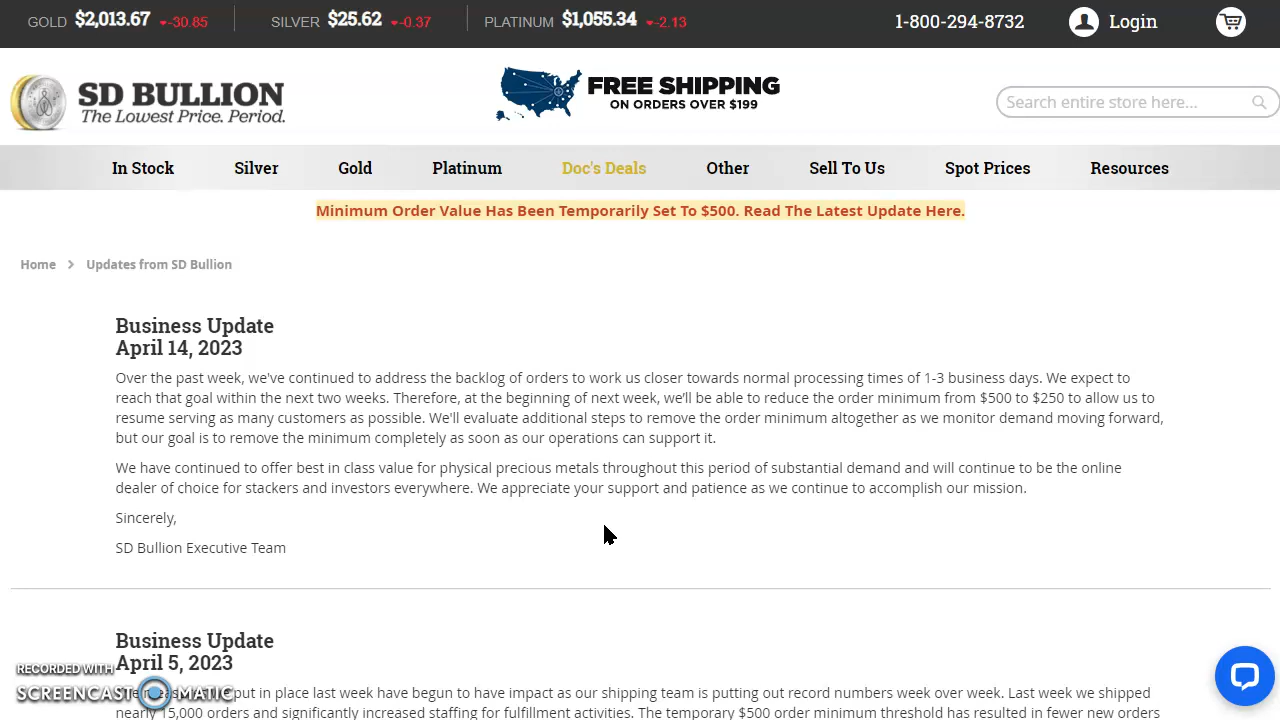 GOLD $2,013.67 -30.85 SILVER $25.62 -0.37 PLATINUM $1,055.34 -2.13 1-800-294-8732 Login
SD BULLION
The Lowest Price. Period.
FREE SHIPPING
ON ORDERS OVER $199
Search entire store here...
In Stock Silver Gold Platinum Doc's Deals Other Sell To Us Spot Prices Resources
Minimum Order Value Has Been Temporarily Set To $500. Read The Latest Update Here.
Home Updates from SD Bullion
Business Update
April 14, 2023
Over the past week, we've continued to address the backlog of orders to work us closer towards normal processing times of 1-3 business days. We expect to
reach that goal within the next two weeks. Therefore, at the beginning of next week, we'll be able to reduce the order minimum from $500 to $250 to allow us to
resume serving as many customers as possible. We'll evaluate additional steps to remove the order minimum altogether as we monitor demand moving forward,
but our goal is to remove the minimum completely as soon as our operations can support it.
We have continued to offer best in class value for physical precious metals throughout this period of substantial demand and will continue to be the online
dealer of choice for stackers and investors everywhere. We appreciate your support and patience as we continue to accomplish our mission.
Sincerely,
SD Bullion Executive Team
Business Update
April 5, 2023
RECORDED WITH
SCREENCAST MATIC
put in place last week have begun to have impact as our shipping team is putting out record numbers week over week. Last week we shipped
nearly 15,000 orders and significantly increased staffing for fulfillment activities. The temporary $500 order minimum threshold has resulted in fewer new orders